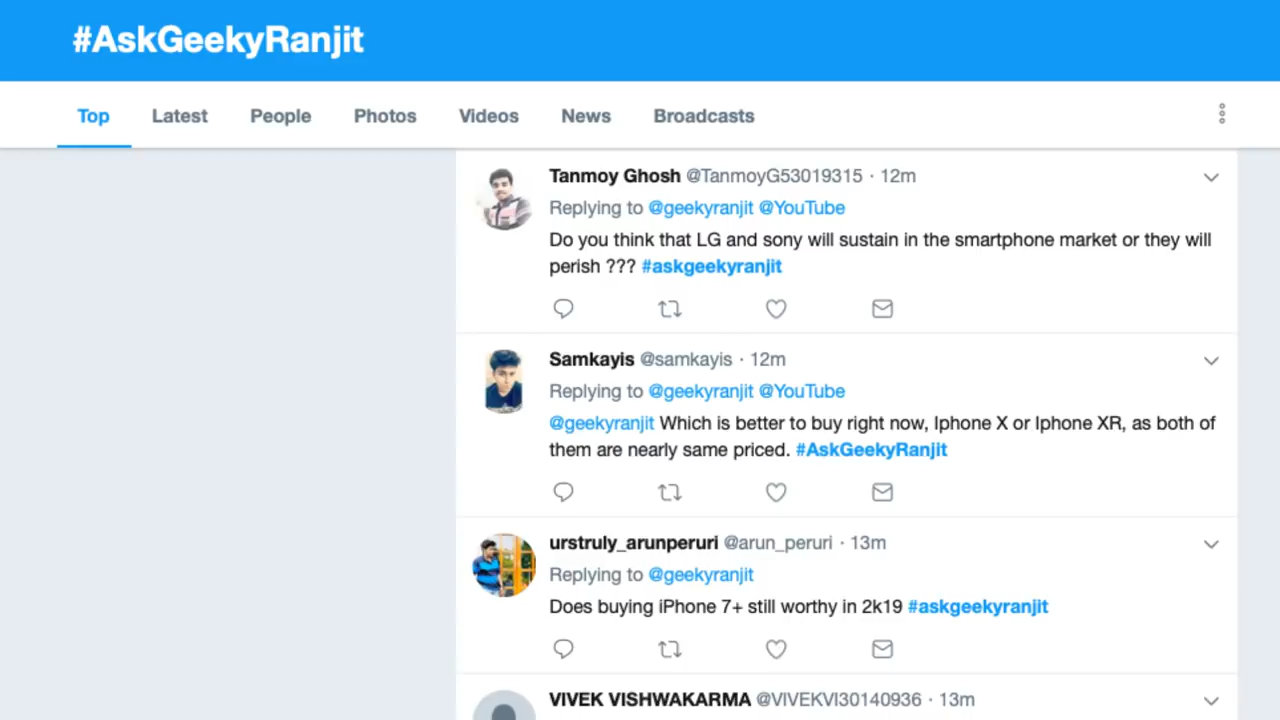 #AskGeekyRanjit
Top Latest People Photos Videos News Broadcasts
Tanmoy Ghosh @TanmoyG53019315 · 12m
Replying to @geekyranjit @YouTube
Do you think that LG and sony will sustain in the smartphone market or they will
perish ??? #askgeekyranjit
Samkayis @samkayis · 12m
Replying to @geekyranjit @YouTube
@geekyranjit Which is better to buy right now, Iphone X or Iphone XR, as both of
them are nearly same priced. #AskGeekyRanjit
urstruly_arunperuri @arun_peruri · 13m
Replying to @geekyranjit
Does buying iPhone 7+ still worthy in 2k19 #askgeekyranjit
VIVEK VISHWAKARMA @VIVEKVI30140936 · 13m